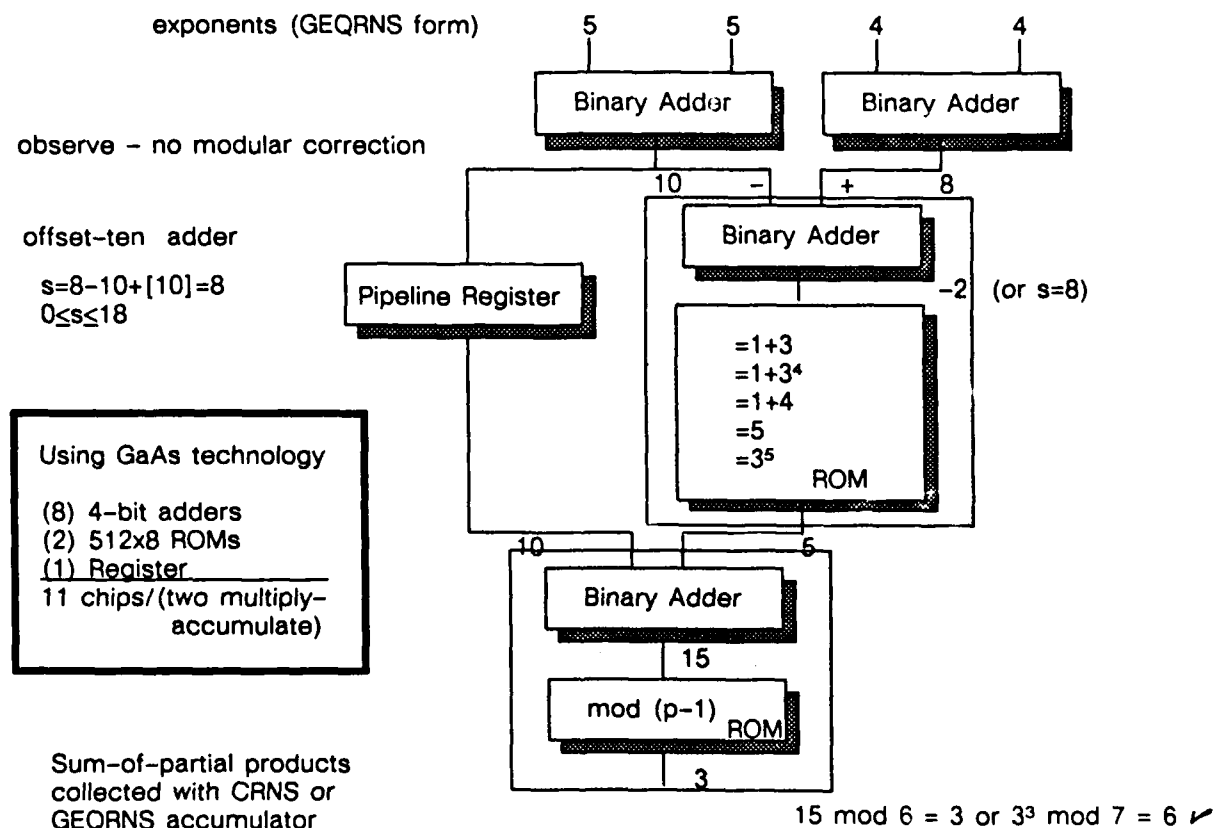 exponents (GEQRNS form)
5 5 4 4
Binary Adder
Binary Adder
observe - no modular correction
10 - + 8
offset-ten adder
s=8-10+[10]=8
0≤s≤18
Binary Adder
Pipeline Register
-2 (or s=8)
=1+3
=1+3⁴
=1+4
=5
=3⁵
ROM
Using GaAs technology
(8) 4-bit adders
(2) 512x8 ROMs
(1) Register
11 chips/(two multiply-
accumulate)
10 5
Binary Adder
15
mod (p-1)
ROM
3
Sum-of-partial products
collected with CRNS or
GEQRNS accumulator
15 mod 6 = 3 or 3³ mod 7 = 6 ✓